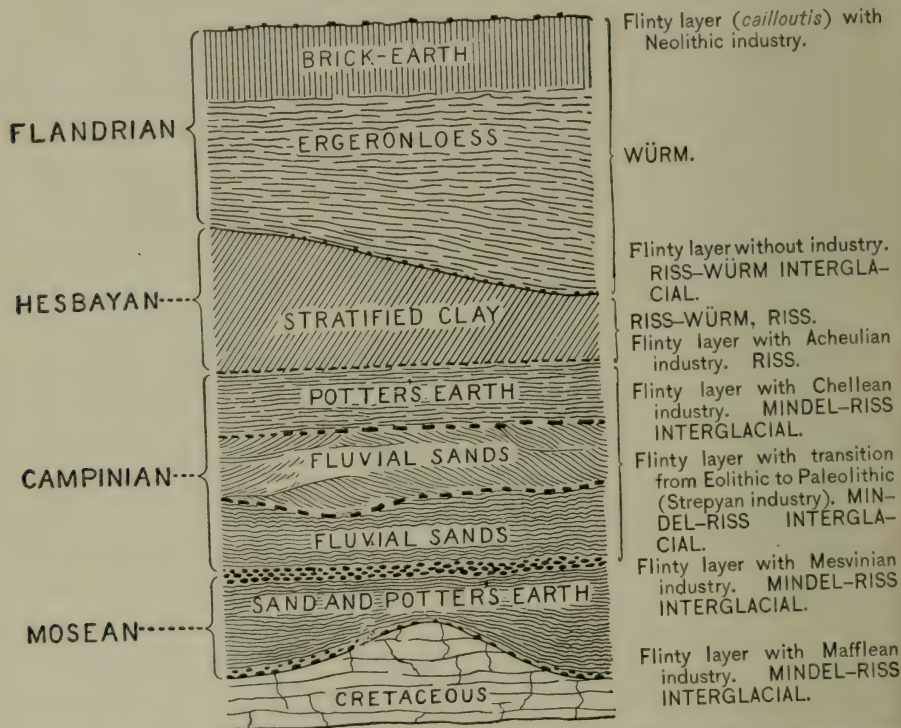 FLANDRIAN
HESBAYAN
CAMPINIAN
MOSEAN
BRICK-EARTH
ERGERONLOESS
STRATIFIED CLAY
POTTER'S EARTH
FLUVIAL SANDS
FLUVIAL SANDS
SAND AND POTTER'S EARTH
CRETACEOUS
Flinty layer (cailloutis) with
Neolithic industry.
WÜRM.
Flinty layer without industry.
RISS–WÜRM INTERGLA-
CIAL.
RISS–WÜRM, RISS.
Flinty layer with Acheulian
industry. RISS.
Flinty layer with Chellean
industry. MINDEL–RISS
INTERGLACIAL.
Flinty layer with transition
from Eolithic to Paleolithic
(Strepyan industry). MIN-
DEL–RISS INTERGLA-
CIAL.
Flinty layer with Mesvinian
industry. MINDEL–RISS
INTERGLACIAL.
Flinty layer with Mafflean
industry. MINDEL–RISS
INTERGLACIAL.